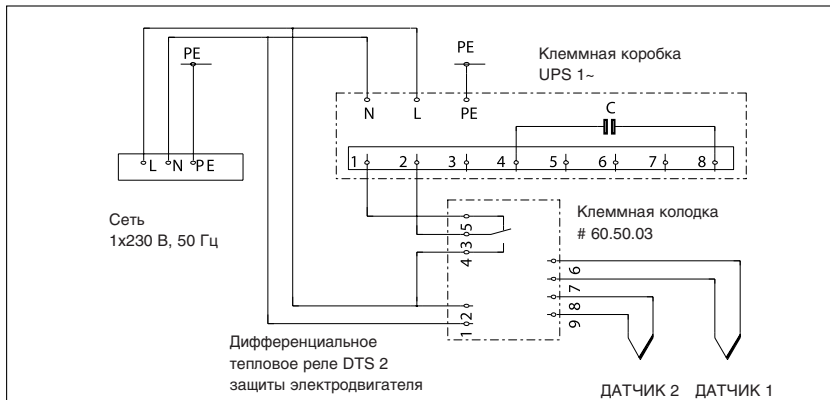 PE
PE
Клеммная коробка
UPS 1~
N L PE
C
1 2 3 4 5 6 7 8
L N PE
Сеть
1x230 В, 50 Гц
Клеммная колодка
# 60.50.03
5
3
4
6
7
2
8
1
9
Дифференциальное
тепловое реле DTS 2
защиты электродвигателя
ДАТЧИК 2 ДАТЧИК 1